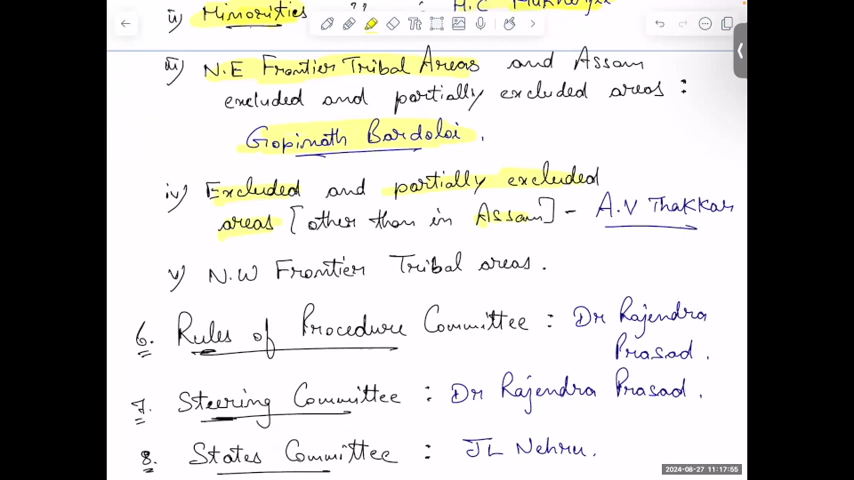 ii) Minorities ,, : H.C Mukherjee
iii) N.E Frontier Tribal Areas and Assam
excluded and partially excluded areas :
Gopinath Bardoloi.
iv) Excluded and partially excluded
areas [other than in Assam] - A.V Thakkar
v) N.W Frontier Tribal areas.
6. Rules of Procedure Committee : Dr Rajendra
Prasad.
7. Steering Committee : Dr Rajendra Prasad.
8. States Committee : JL Nehru.
2024-08-27 11:17:55